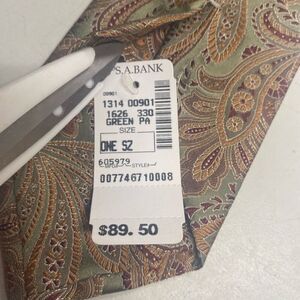 S.A.BANK
00901
1314 00901
1626 330
GREEN PA
SIZE
ONE SZ
605979
STYLE
007746710008
$89.50